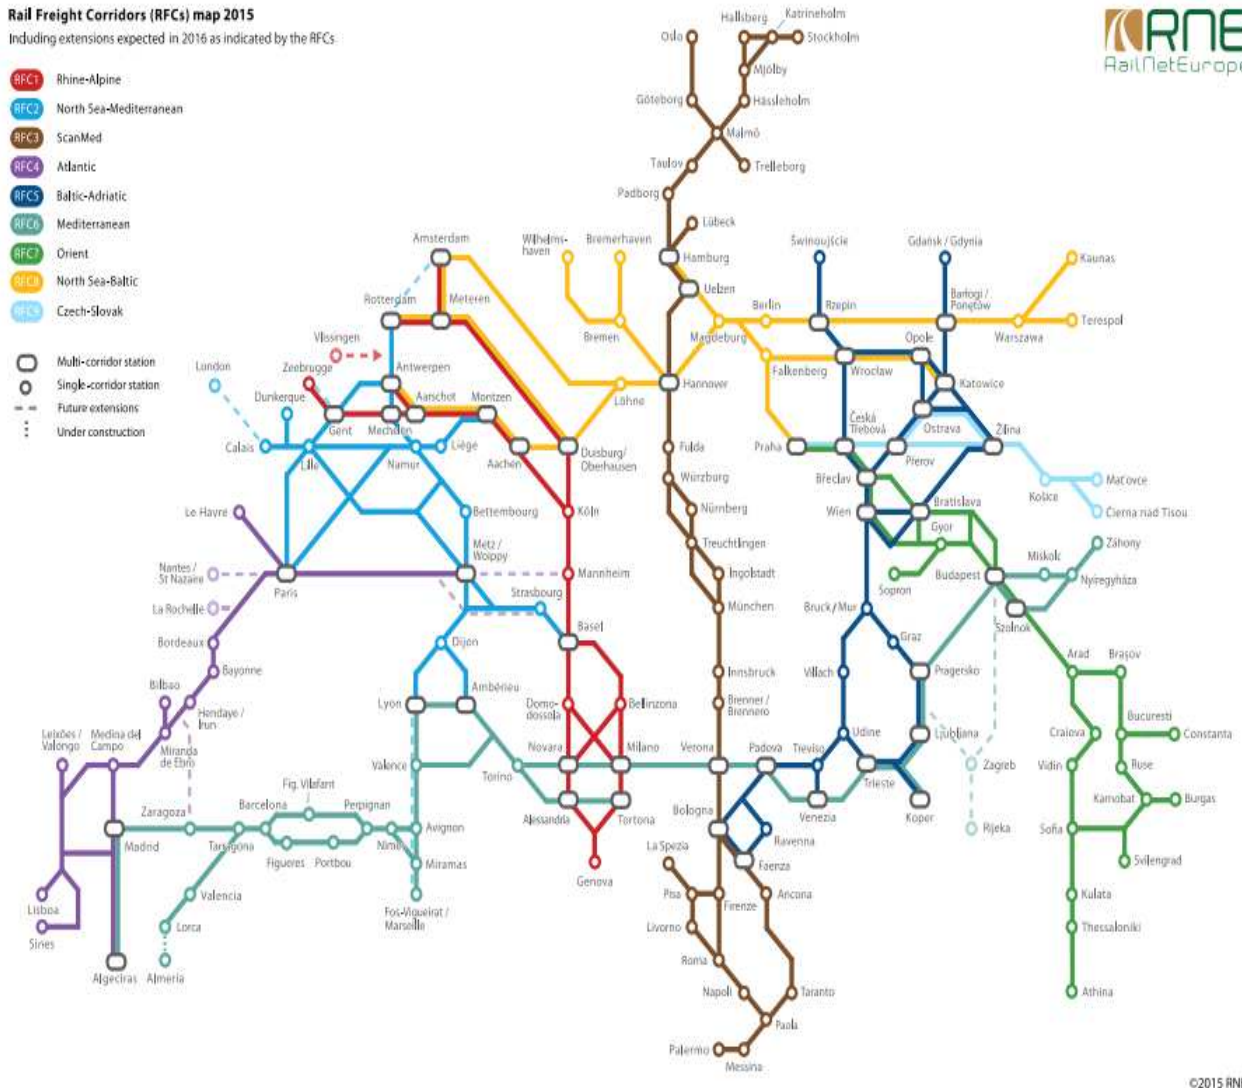 Rail Freight Corridors (RFCs) map 2015
Including extensions expected in 2016 as indicated by the RFCs
RNE
RailNetEurope
RFC1 Rhine-Alpine
RFC2 North Sea-Mediterranean
RFC3 ScanMed
RFC4 Atlantic
RFC5 Baltic-Adriatic
RFC6 Mediterranean
RFC7 Orient
RFC8 North Sea-Baltic
RFC9 Czech-Slovak
Multi-corridor station
Single-corridor station
Future extensions
Under construction
Hallsberg
Katrineholm
Oslo
Stockholm
Mjölby
Göteborg
Hässleholm
Malmö
Taulov
Trelleborg
Padborg
Lübeck
Amsterdam
Wilhelms-
haven
Bremerhaven
Hamburg
Świnoujście
Gdańsk / Gdynia
Kaunas
Uelzen
Rotterdam
Meteren
Berlin
Rzepin
Barłogi /
Ponętów
Vlissingen
Bremen
Magdeburg
Opole
Warszawa
Terespol
London
Zeebrugge
Antwerpen
Falkenberg
Wrocław
Katowice
Dunkerque
Aarschot
Montzen
Löhne
Hannover
Gent
Mechelen
Česká
Třebová
Ostrava
Žilina
Calais
Lille
Namur
Liège
Aachen
Duisburg/
Oberhausen
Fulda
Praha
Přerov
Würzburg
Břeclav
Košice
Maťovce
Le Havre
Bettembourg
Köln
Nürnberg
Wien
Bratislava
Čierna nad Tisou
Gyor
Metz /
Woippy
Treuchtlingen
Miskolc
Záhony
Nantes /
St Nazaire
Paris
Mannheim
Ingolstadt
Sopron
Budapest
Nyíregyháza
La Rochelle
Strasbourg
München
Bruck/Mur
Szolnok
Bordeaux
Dijon
Basel
Graz
Bayonne
Innsbruck
Villach
Pragersko
Arad
Braşov
Bilbao
Hendaye /
Irun
Lyon
Ambérieu
Domo-
dossola
Bellinzona
Brenner /
Brennero
Leixões /
Valongo
Medina del
Campo
Miranda
de Ebro
Udine
Ljubljana
Craiova
Bucuresti
Constanta
Valence
Torino
Novara
Milano
Verona
Padova
Treviso
Trieste
Zagreb
Vidin
Ruse
Zaragoza
Barcelona
Fig. Vilafant
Perpignan
Alessandria
Tortona
Bologna
Venezia
Koper
Karnobat
Burgas
Madrid
Tarragona
Figueres
Portbou
Nîmes
Avignon
Ravenna
Rijeka
Sofia
Miramas
Genova
La Spezia
Faenza
Svilengrad
Lisboa
Valencia
Fos-Vigueirat /
Marseille
Pisa
Firenze
Ancona
Kulata
Sines
Lorca
Livorno
Thessaloniki
Algeciras
Almería
Roma
Napoli
Taranto
Athina
Paola
Palermo
Messina
©2015 RNE